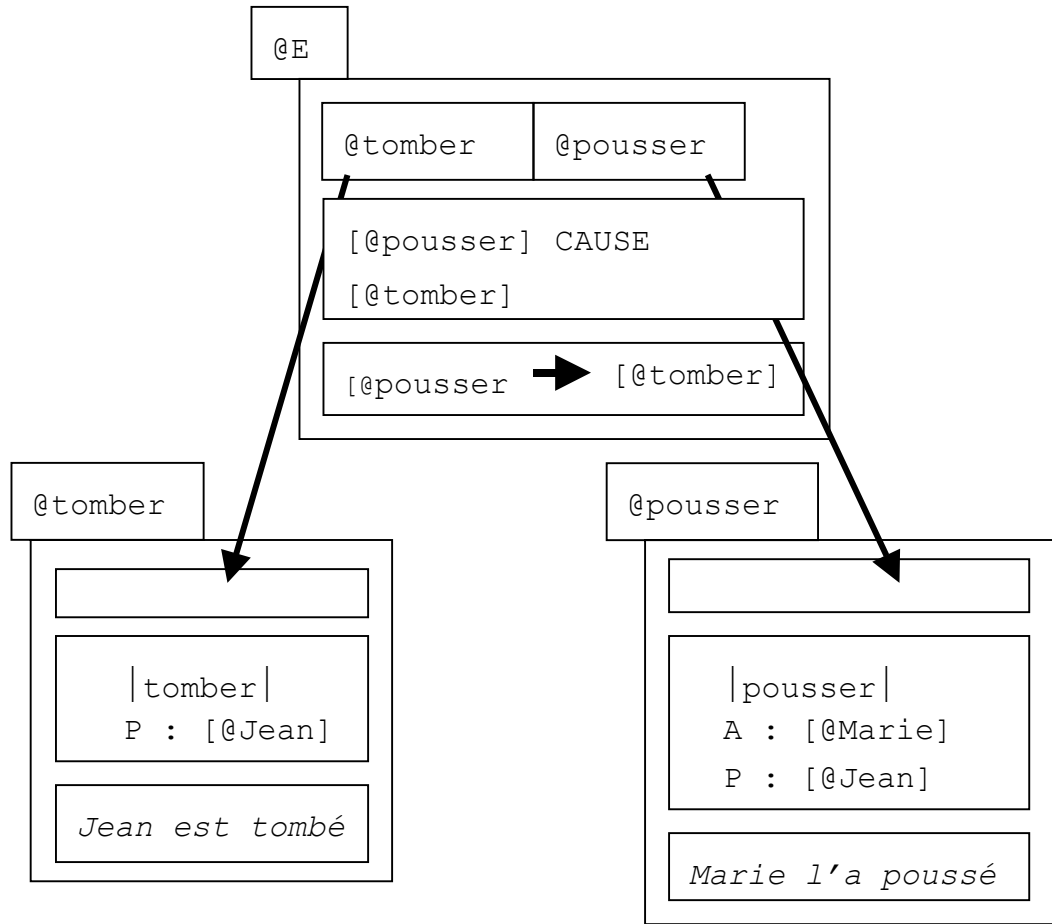 @E
@tomber @pousser
[@pousser] CAUSE
[@tomber]
[@pousser [@tomber]
@tomber
|tomber|
P : [@Jean]
Jean est tombé
@pousser
|pousser|
A : [@Marie]
P : [@Jean]
Marie l’a poussé